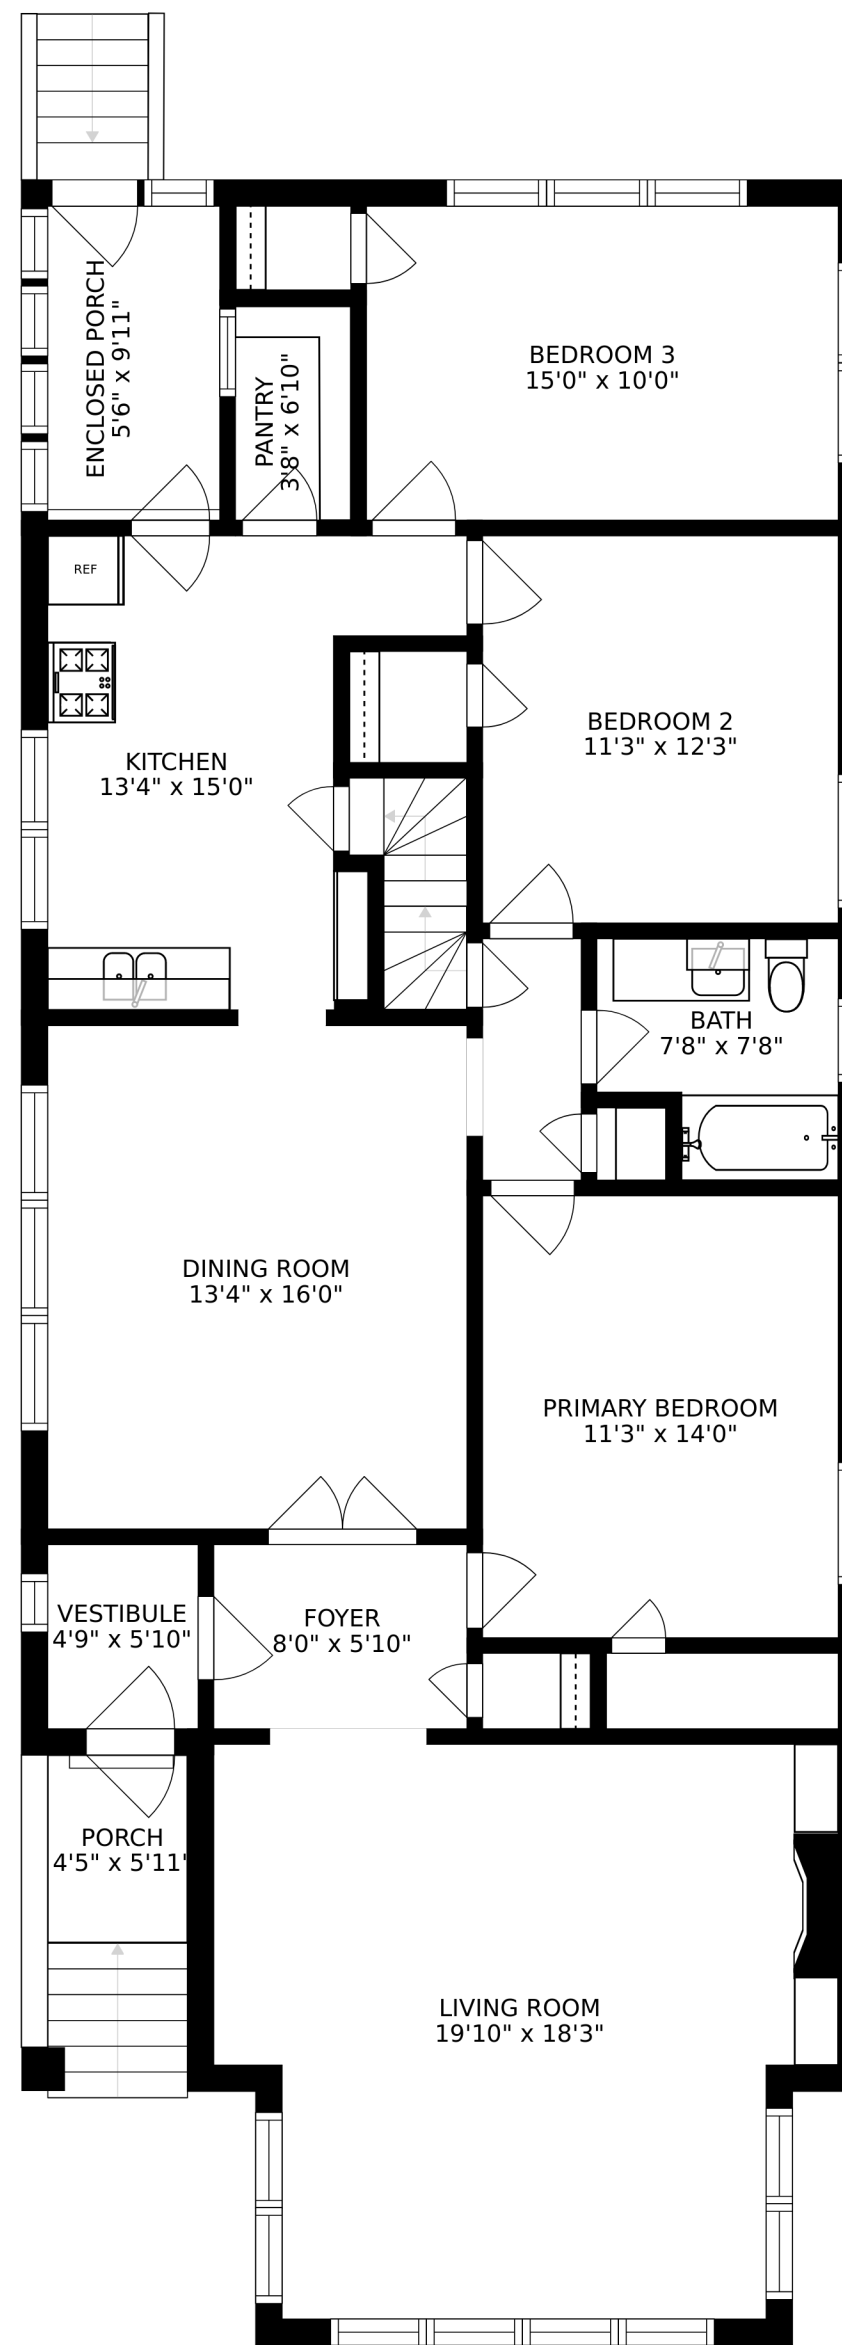 ENCLOSED PORCH
5'6" x 9'11"
PANTRY
3'8" x 6'10"
BEDROOM 3
15'0" x 10'0"
REF
KITCHEN
13'4" x 15'0"
BEDROOM 2
11'3" x 12'3"
BATH
7'8" x 7'8"
DINING ROOM
13'4" x 16'0"
PRIMARY BEDROOM
11'3" x 14'0"
VESTIBULE
4'9" x 5'10"
FOYER
8'0" x 5'10"
PORCH
4'5" x 5'11'
LIVING ROOM
19'10" x 18'3"